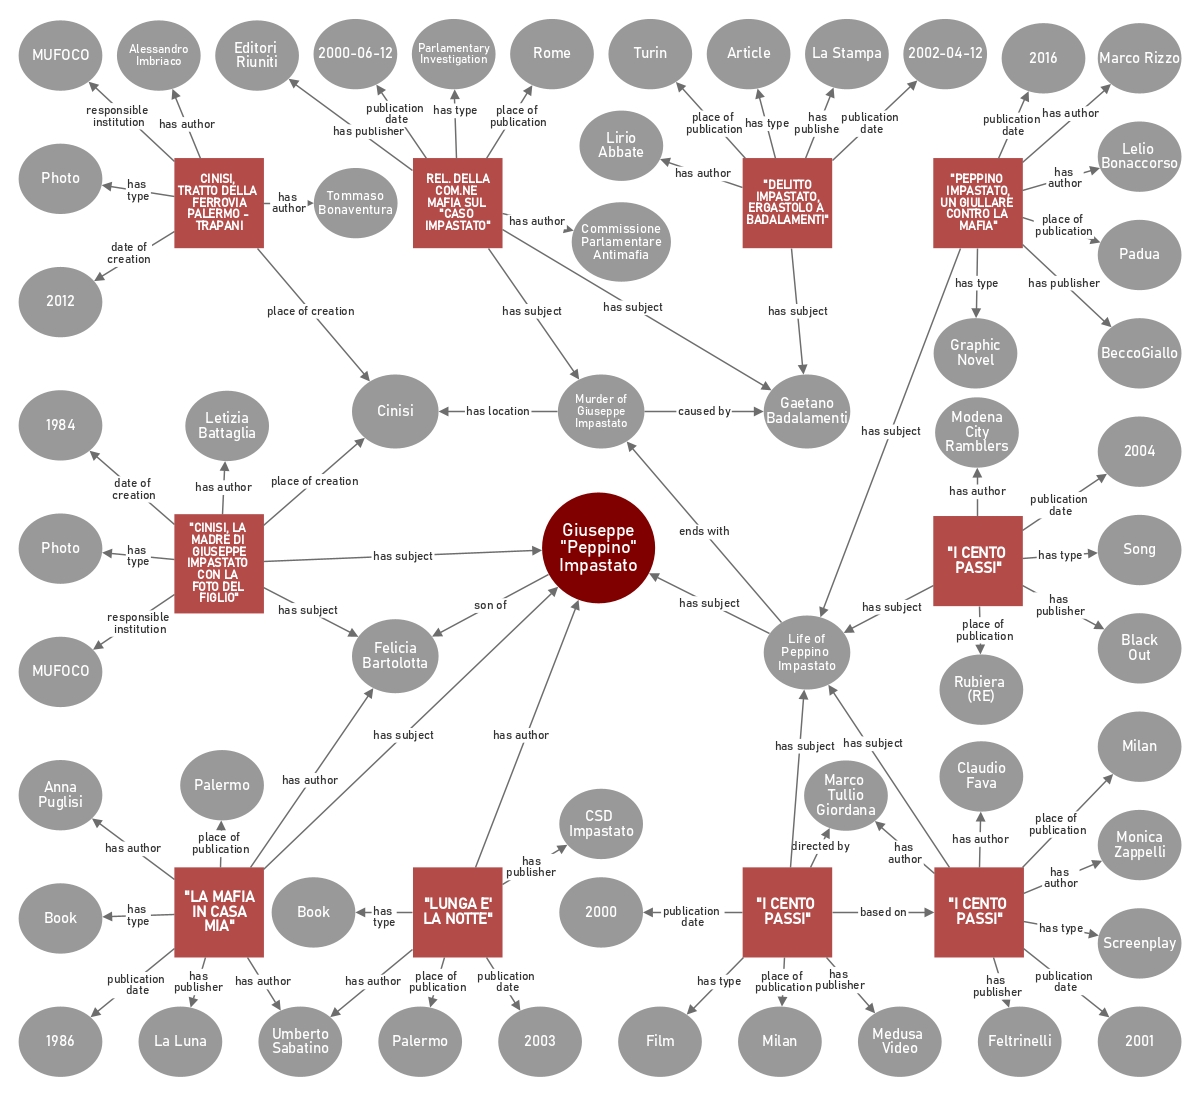 MUFOCO
Alessandro
Imbriaco
Editori
Riuniti
2000-06-12
Parlamentary
Investigation
Rome
Turin
Article
La Stampa
2002-04-12
2016
Marco Rizzo
responsible
institution
has author
publication
date
has publisher
has type
place of
publication
place of
publication
has type
has
publishe
publication
date
publication
date
has author
Lirio
Abbate
has author
Lelio
Bonaccorso
Photo
has
type
CINISI,
TRATTO DELLA
FERROVIA
PALERMO -
TRAPANI
has
author
Tommaso
Bonaventura
REL. DELLA
COM.NE
MAFIA SUL
"CASO
IMPASTATO"
has author
Commissione
Parlamentare
Antimafia
"DELITTO
IMPASTATO,
ERGASTOLO A
BADALAMENTI"
"PEPPINO
IMPASTATO,
UN GIULLARE
CONTRO LA
MAFIA"
has
author
place of
publication
Padua
date of
creation
2012
place of creation
has subject
has subject
has subject
has type
has publisher
Graphic
Novel
BeccoGiallo
Cinisi
has location
Murder of
Giuseppe
Impastato
caused by
Gaetano
Badalamenti
has subject
1984
Letizia
Battaglia
Modena
City
Ramblers
2004
date of
creation
has author
place of creation
has author
publication
date
Photo
has
type
"CINISI, LA
MADRE DI
GIUSEPPE
IMPASTATO
CON LA
FOTO DEL
FIGLIO"
has subject
Giuseppe
"Peppino"
Impastato
ends with
"I CENTO
PASSI"
has type
Song
responsible
institution
has subject
son of
has subject
has subject
has
publisher
place of
publication
MUFOCO
Felicia
Bartolotta
Life of
Peppino
Impastato
Rubiera
(RE)
Black
Out
has subject
has author
has subject
has subject
Anna
Puglisi
Palermo
has author
CSD
Impastato
Marco
Tullio
Giordana
Claudio
Fava
Milan
place of
publication
has author
place of
publication
has
publisher
directed by
has
author
has author
Monica
Zappelli
has
author
Book
has
type
"LA MAFIA
IN CASA
MIA"
Book
has
type
"LUNGA E'
LA NOTTE"
2000
publication
date
"I CENTO
PASSI"
based on
"I CENTO
PASSI"
has type
Screenplay
publication
date
has
publisher
has author
has author
place of
publication
publication
date
has type
place of
publication
has
publisher
has
publisher
publication
date
1986
La Luna
Umberto
Sabatino
Palermo
2003
Film
Milan
Medusa
Video
Feltrinelli
2001